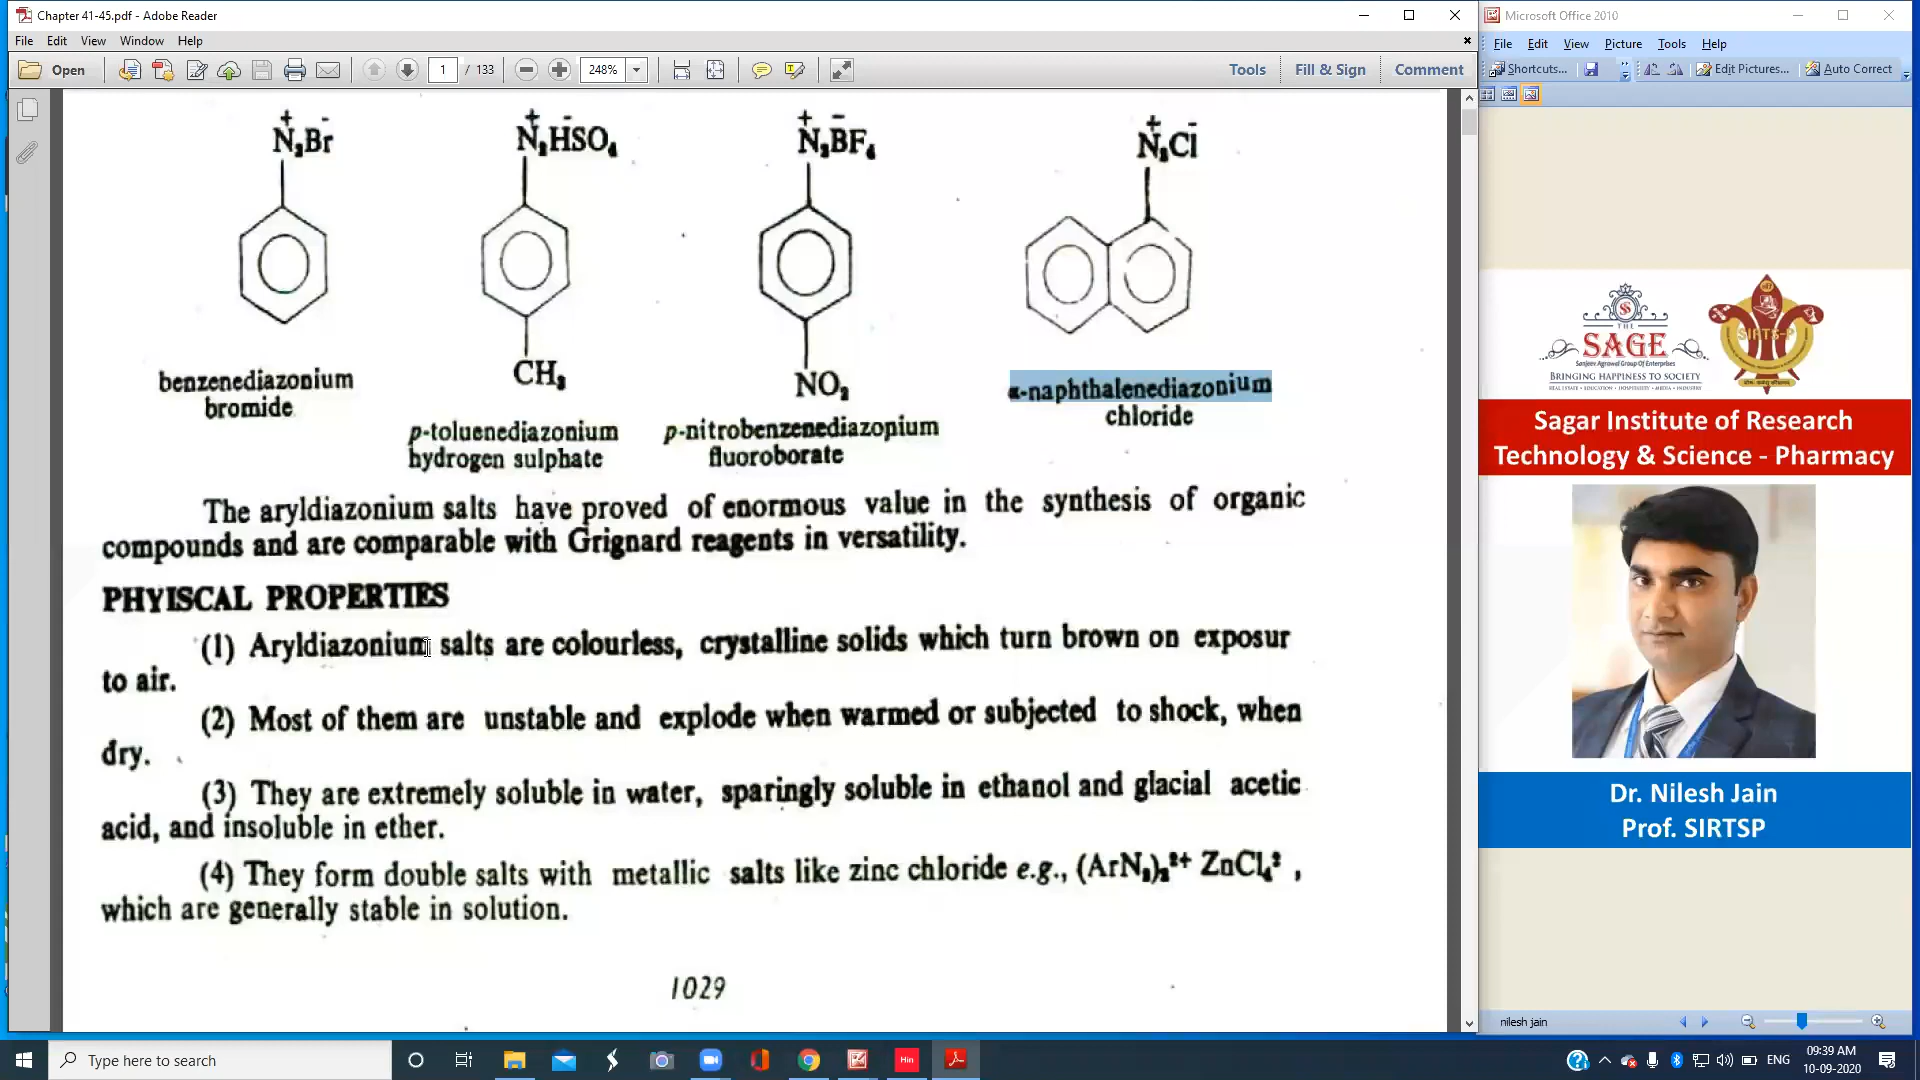 Chapter 41-45.pdf - Adobe Reader
File Edit View Window Help
Open 1 / 133 248% Tools Fill & Sign Comment
N₂Br
+ -
N₂HSO₄
+ -
N₂BF₄
+ -
N₂Cl
+ -
CH₃
NO₂
benzenediazonium
bromide
p-toluenediazonium
hydrogen sulphate
p-nitrobenzenediazopium
fluoroborate
α-naphthalenediazonium
chloride
The aryldiazonium salts have proved of enormous value in the synthesis of organic
compounds and are comparable with Grignard reagents in versatility.
PHYISCAL PROPERTIES
(1) Aryldiazonium salts are colourless, crystalline solids which turn brown on exposur
to air.
(2) Most of them are unstable and explode when warmed or subjected to shock, when
dry.
(3) They are extremely soluble in water, sparingly soluble in ethanol and glacial acetic
acid, and insoluble in ether.
(4) They form double salts with metallic salts like zinc chloride e.g., (ArN₂)₂²⁺ ZnCl₄² ,
which are generally stable in solution.
1029
Microsoft Office 2010
File Edit View Picture Tools Help
Shortcuts... Edit Pictures... Auto Correct
THE
SAGE
Sanjeev Agrawal Group Of Enterprises
BRINGING HAPPINESS TO SOCIETY
SIRTS-P
Sagar Institute of Research
Technology & Science - Pharmacy
Dr. Nilesh Jain
Prof. SIRTSP
nilesh jain
Type here to search
Hin
ENG
09:39 AM
10-09-2020